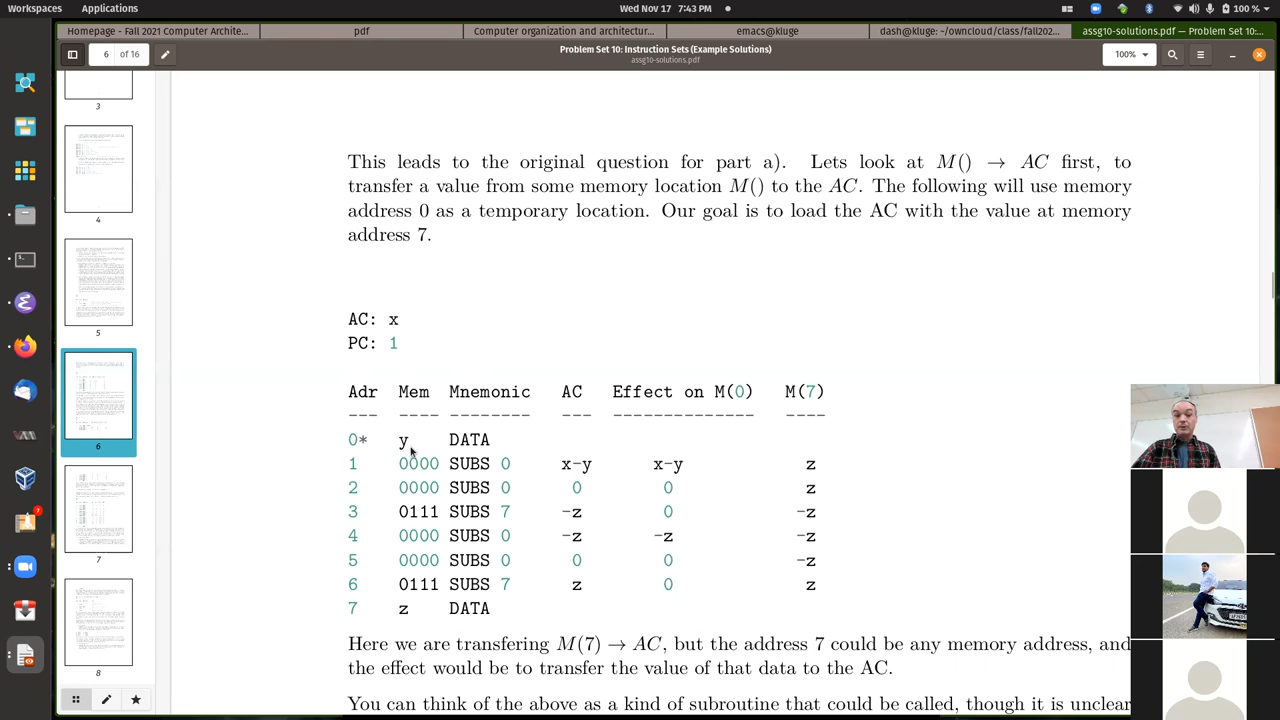 Workspaces Applications Wed Nov 17 7:43 PM 100 %
Homepage - Fall 2021 Computer Archite... pdf Computer organization and architectur... emacs@kluge dash@kluge: ~/owncloud/class/fall202... assg10-solutions.pdf — Problem Set 10:...
6 of 16 Problem Set 10: Instruction Sets (Example Solutions) 100%
assg10-solutions.pdf
3
4
5
6
7
8
This leads to the original question for part a). Lets look at M() → AC first, to
transfer a value from some memory location M() to the AC. The following will use memory
address 0 as a temporary location. Our goal is to load the AC with the value at memory
address 7.
AC: x
PC: 1
Adr Mem Mnemonic AC Effect on M(0) M(7)
--- ---- -------- --- -------------- ----
0* y DATA
1 0000 SUBS 0 x-y x-y z
2 0000 SUBS 0 0 0 z
3 0111 SUBS 7 -z 0 -z
4 0000 SUBS 0 -z -z -z
5 0000 SUBS 0 0 0 -z
6 0111 SUBS 7 z 0 z
7 z DATA
Here we are transfering M(7) → AC, but the address 7 could be any memory address, and
the effect would be to transfer the value of that data to the AC.
You can think of the above as a kind of subroutine that could be called, though it is unclear